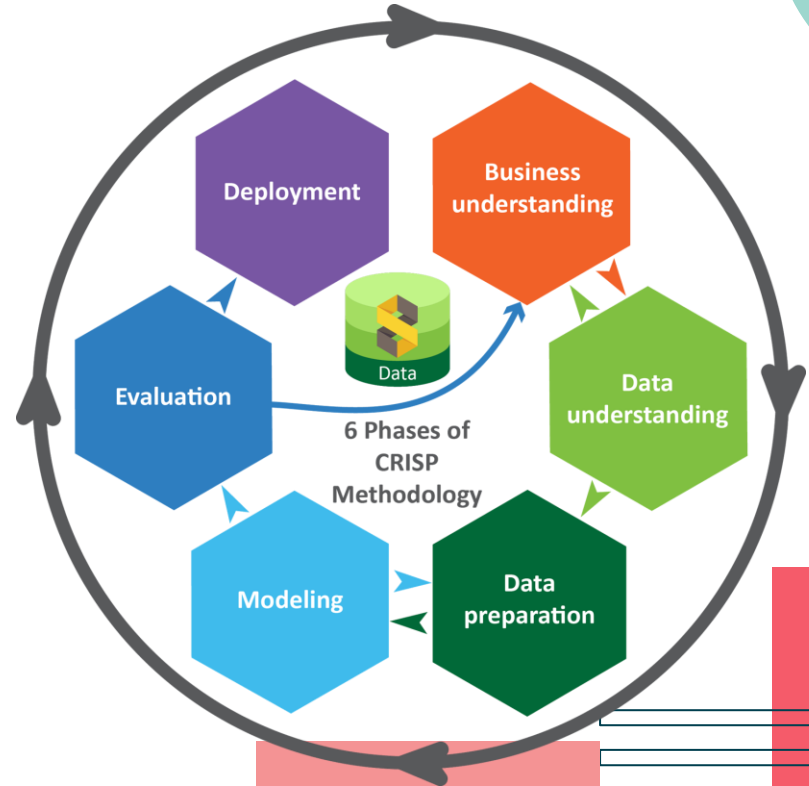 Deployment
Business
understanding
Data
Evaluation
Data
understanding
6 Phases of
CRISP
Methodology
Modeling
Data
preparation